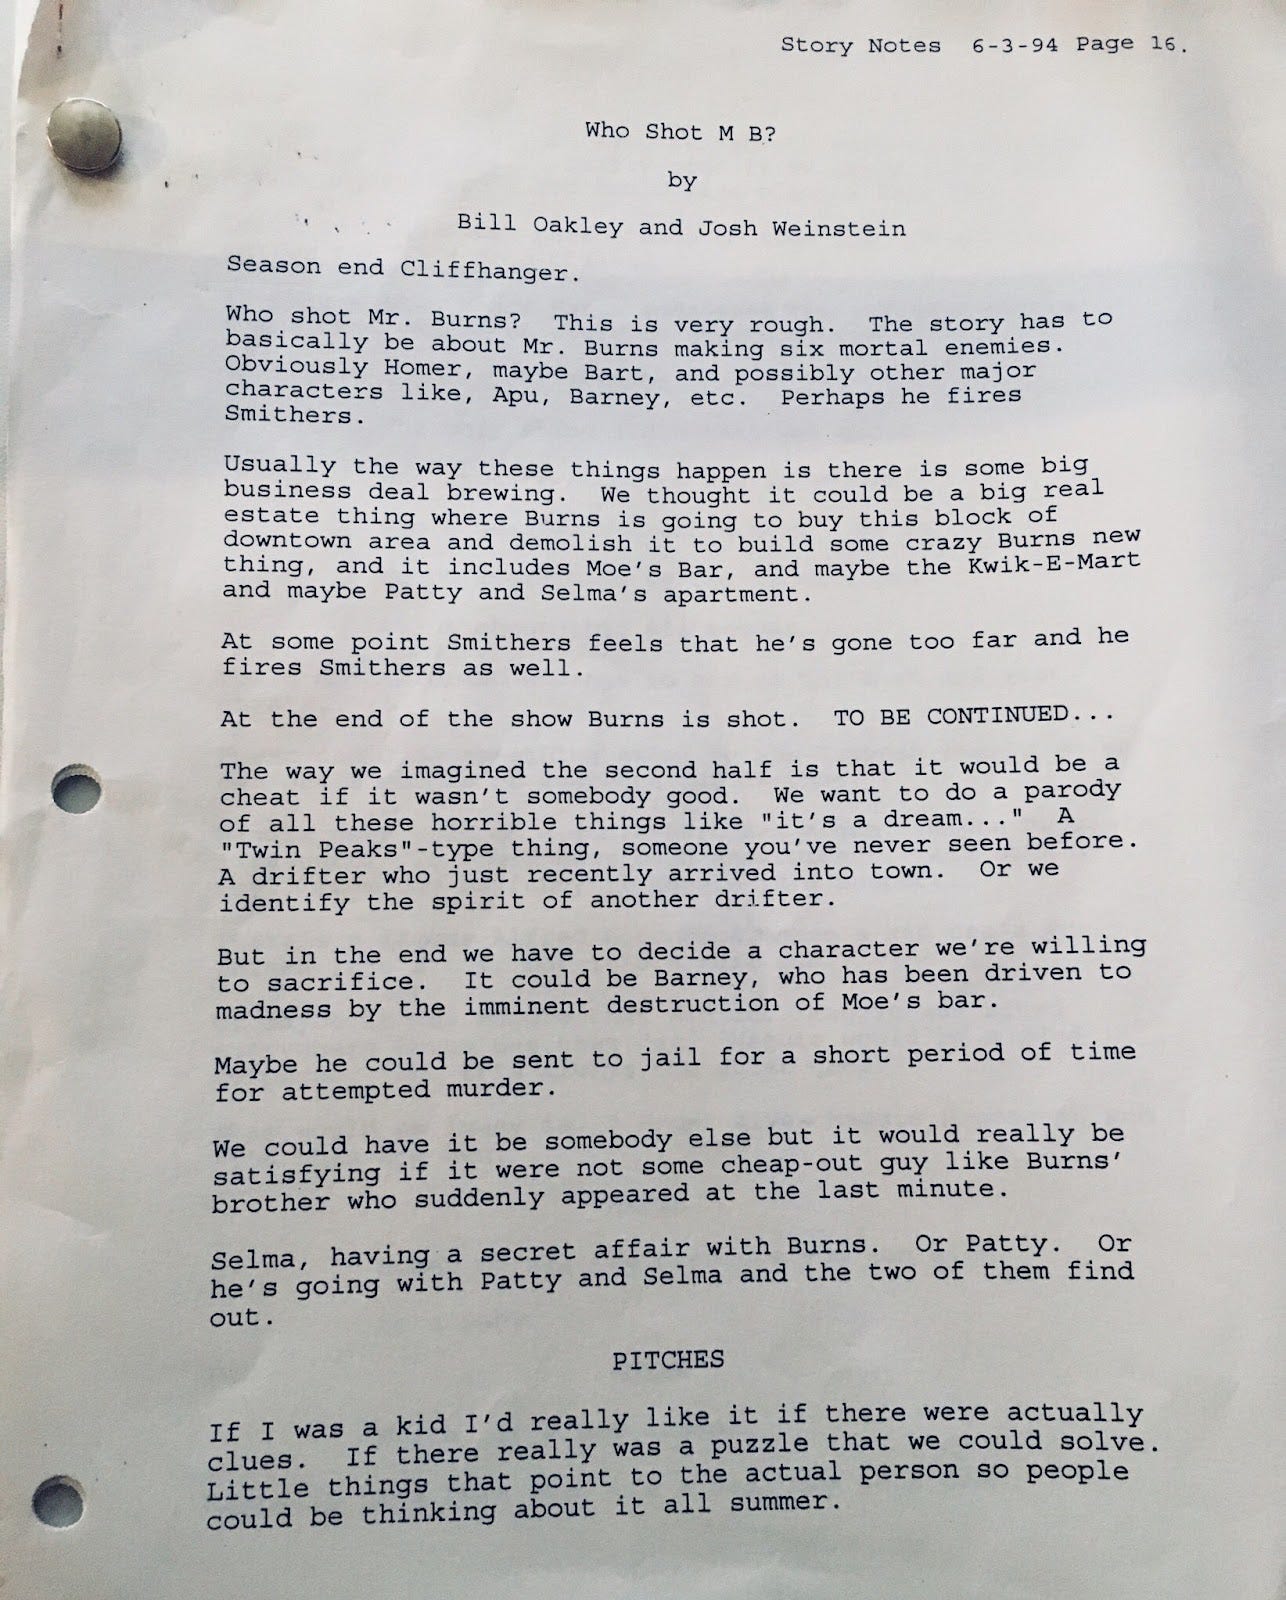 Story Notes 6-3-94 Page 16.
Who Shot M B?
by
Bill Oakley and Josh Weinstein
Season end Cliffhanger.
Who shot Mr. Burns? This is very rough. The story has to
basically be about Mr. Burns making six mortal enemies.
Obviously Homer, maybe Bart, and possibly other major
characters like, Apu, Barney, etc. Perhaps he fires
Smithers.
Usually the way these things happen is there is some big
business deal brewing. We thought it could be a big real
estate thing where Burns is going to buy this block of
downtown area and demolish it to build some crazy Burns new
thing, and it includes Moe's Bar, and maybe the Kwik-E-Mart
and maybe Patty and Selma's apartment.
At some point Smithers feels that he's gone too far and he
fires Smithers as well.
At the end of the show Burns is shot. TO BE CONTINUED...
The way we imagined the second half is that it would be a
cheat if it wasn't somebody good. We want to do a parody
of all these horrible things like "it's a dream..." A
"Twin Peaks"-type thing, someone you've never seen before.
A drifter who just recently arrived into town. Or we
identify the spirit of another drifter.
But in the end we have to decide a character we're willing
to sacrifice. It could be Barney, who has been driven to
madness by the imminent destruction of Moe's bar.
Maybe he could be sent to jail for a short period of time
for attempted murder.
We could have it be somebody else but it would really be
satisfying if it were not some cheap-out guy like Burns'
brother who suddenly appeared at the last minute.
Selma, having a secret affair with Burns. Or Patty. Or
he's going with Patty and Selma and the two of them find
out.
PITCHES
If I was a kid I'd really like it if there were actually
clues. If there really was a puzzle that we could solve.
Little things that point to the actual person so people
could be thinking about it all summer.